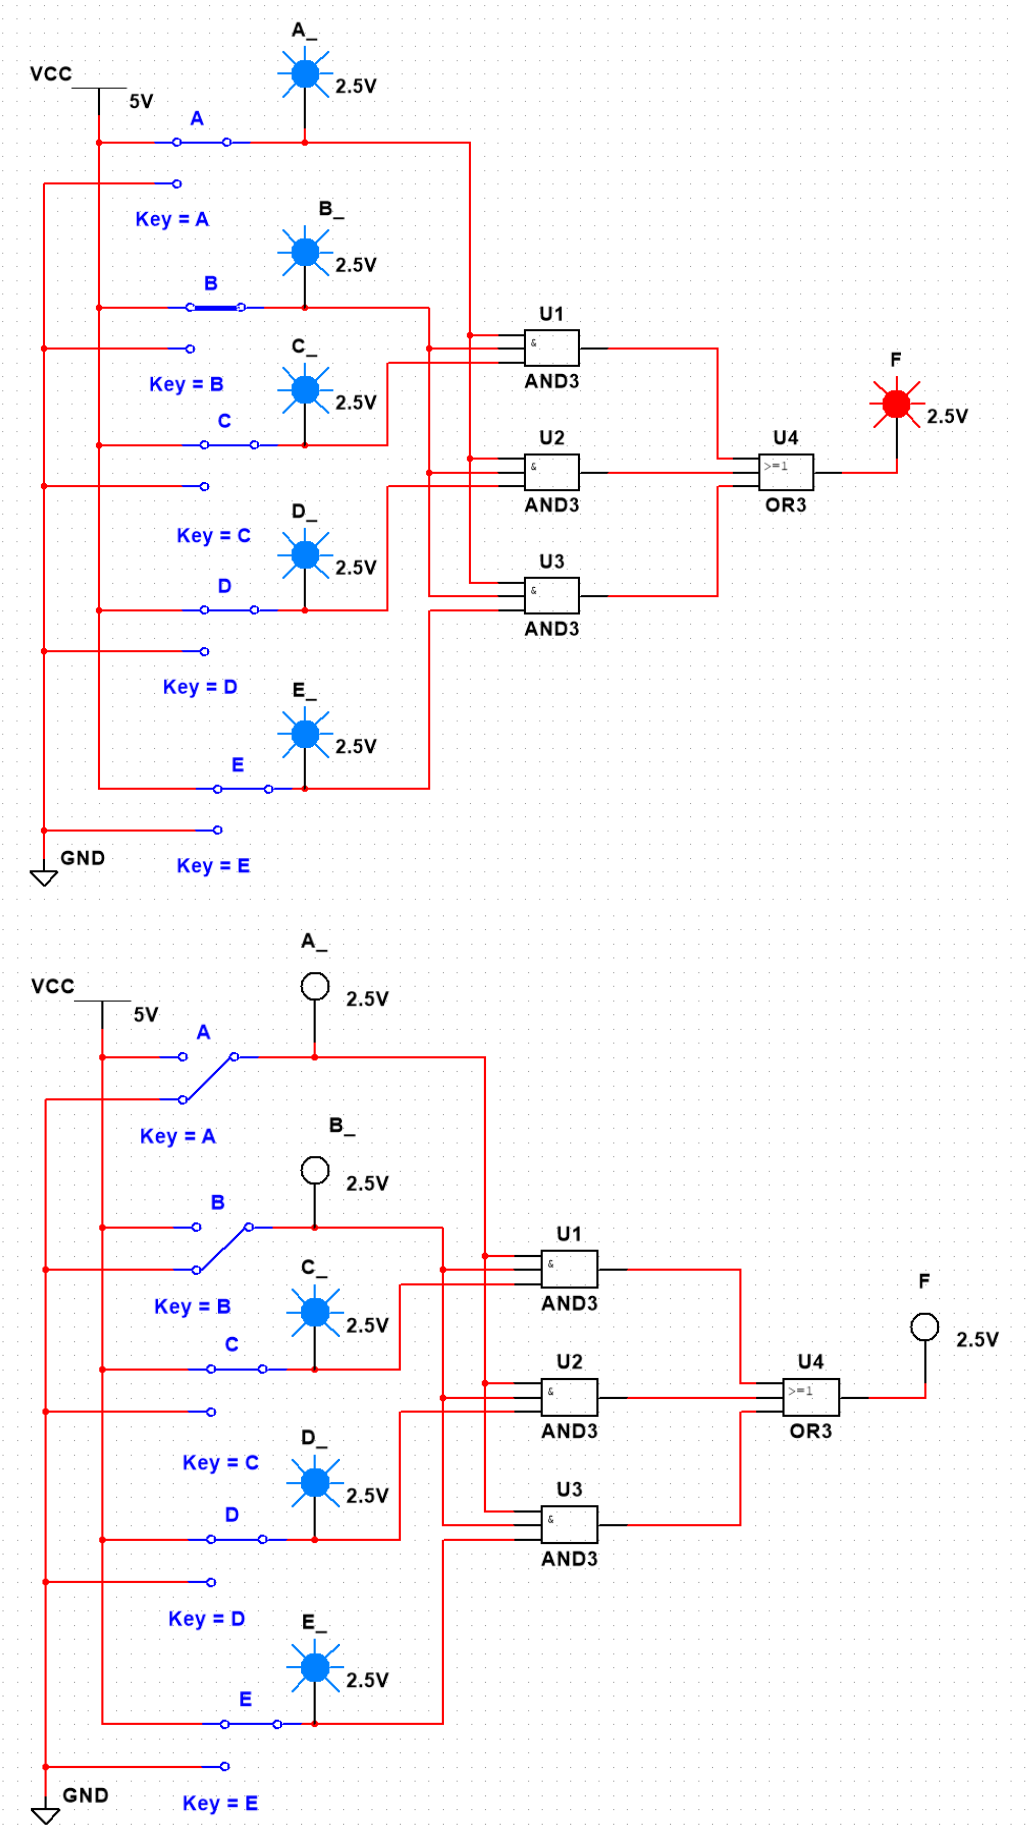 A_
VCC
2.5V
5V
A
Key = A
B_
2.5V
B
U1
C_
&
F
Key = B
AND3
2.5V
2.5V
C
U2
U4
&
>=1
D_
AND3
OR3
Key = C
2.5V
U3
D
&
AND3
Key = D
E_
2.5V
E
GND
Key = E
A_
VCC
2.5V
5V
A
B_
Key = A
2.5V
B
U1
C_
&
F
Key = B
AND3
2.5V
2.5V
C
U2
U4
&
>=1
D_
AND3
OR3
Key = C
2.5V
U3
D
&
AND3
Key = D
E_
2.5V
E
GND
Key = E